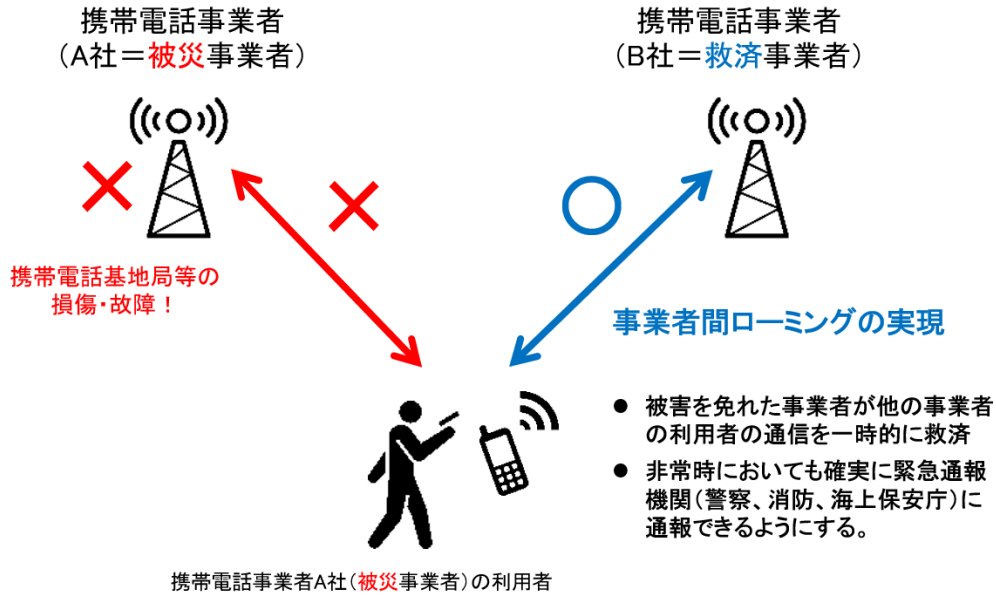 携帯電話事業者
（A社＝被災事業者）
携帯電話事業者
（B社＝救済事業者）
携帯電話基地局等の
損傷・故障！
事業者間ローミングの実現
● 被害を免れた事業者が他の事業者
の利用者の通信を一時的に救済
● 非常時においても確実に緊急通報
機関（警察、消防、海上保安庁）に
通報できるようにする。
携帯電話事業者A社（被災事業者）の利用者